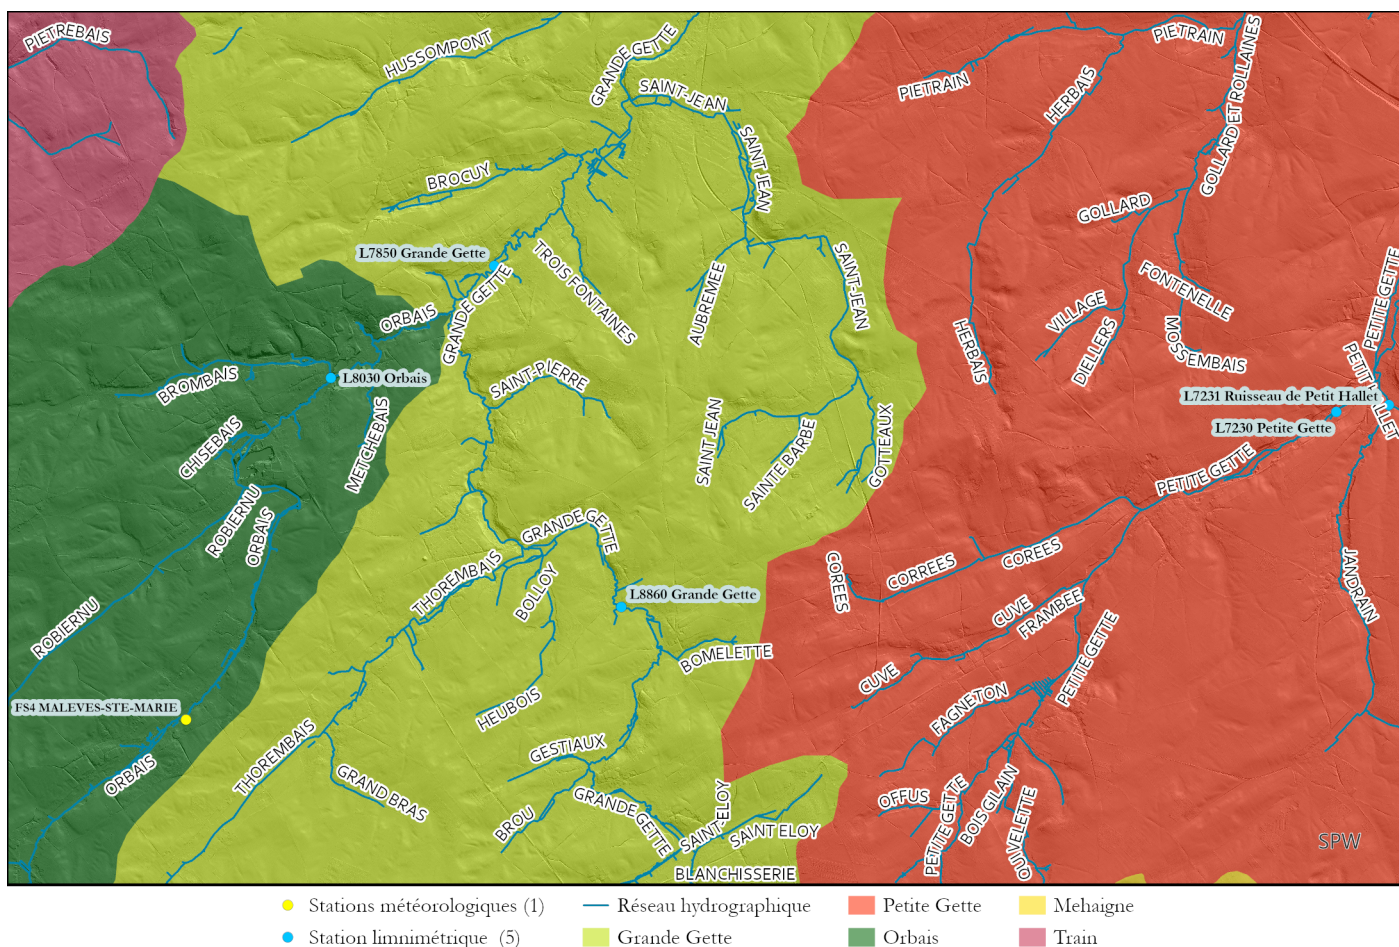 PIETREBAIS
HUSSOMPONT
GRANDE GETTE
SAINT-JEAN
PIETRAIN
PIETRAIN
HERBAIS
GOLLARD ET ROLLAINES
SAINT JEAN
BROCUY
GOLLARD
L7850 Grande Gette
TROIS FONTAINES
GRANDE GETTE
AUBREMEE
SAINT-JEAN
FONTENELLE
VILLAGE
PETITE GETTE
ORBAIS
HERBAIS
DIELLERS
MOSSEMBAIS
BROMBAIS
L8030 Orbais
SAINT-PIERRE
PETIT HALLET
L7231 Ruisseau de Petit Hallet
L7230 Petite Gette
METCHEBAIS
CHISEBAIS
SAINT JEAN
SAINTE BARBE
GOTTEAUX
PETITE GETTE
ROBIERNU
ORBAIS
GRANDE GETTE
THOREMBAIS
BOLLOY
COREES
CORREES
COREES
JANDRAIN
L8860 Grande Gette
CUVE
FRAMBEE
ROBIERNU
BOMELETTE
CUVE
PETITE GETTE
FS4 MALEVES-STE-MARIE
HEUBOIS
FAGNETON
ORBAIS
THOREMBAIS
GESTIAUX
GRAND BRAS
BROU
GRANDE GETTE
SAINT-ELOY
SAINT ELOY
BLANCHISSERIE
OFFUS
PETITE GETTE
BOIS GILAIN
QUIVELETTE
SPW
Stations météorologiques (1)
Réseau hydrographique
Petite Gette
Mehaigne
Station limnimétrique (5)
Grande Gette
Orbais
Train